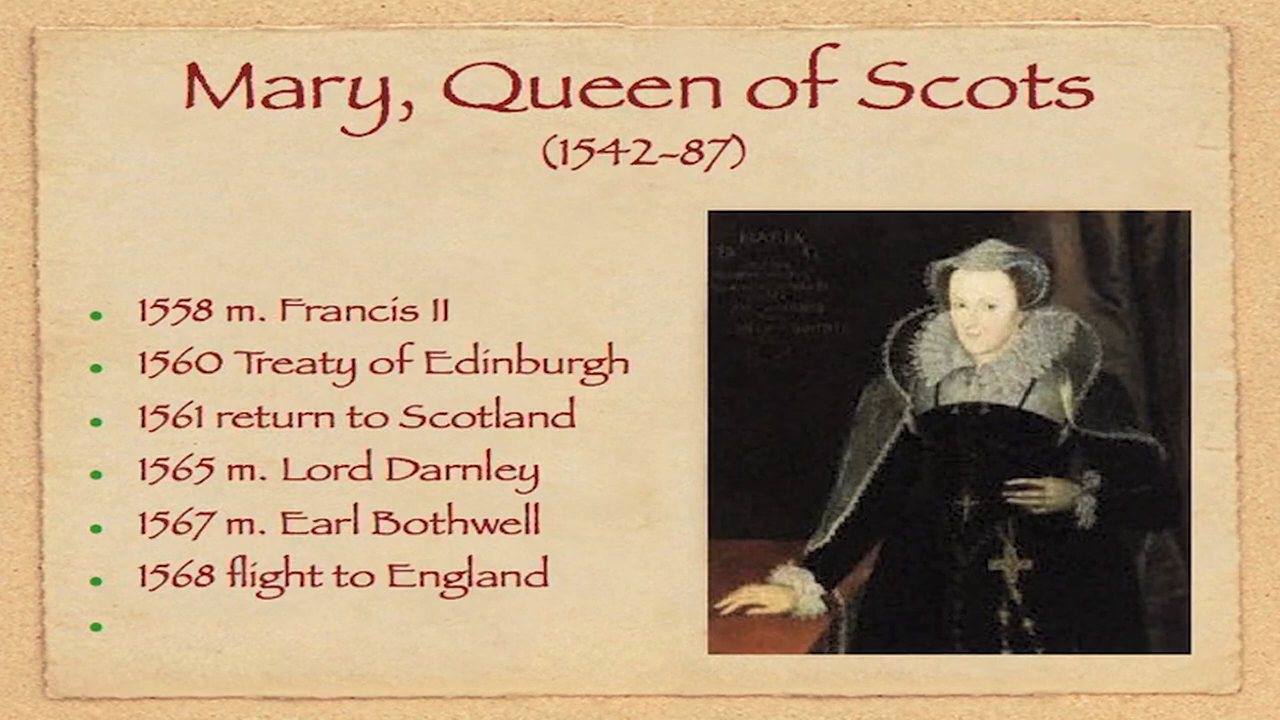 Mary, Queen of Scots
(1542-87)
• 1558 m. Francis II
• 1560 Treaty of Edinburgh
• 1561 return to Scotland
• 1565 m. Lord Darnley
• 1567 m. Earl Bothwell
• 1568 flight to England
•